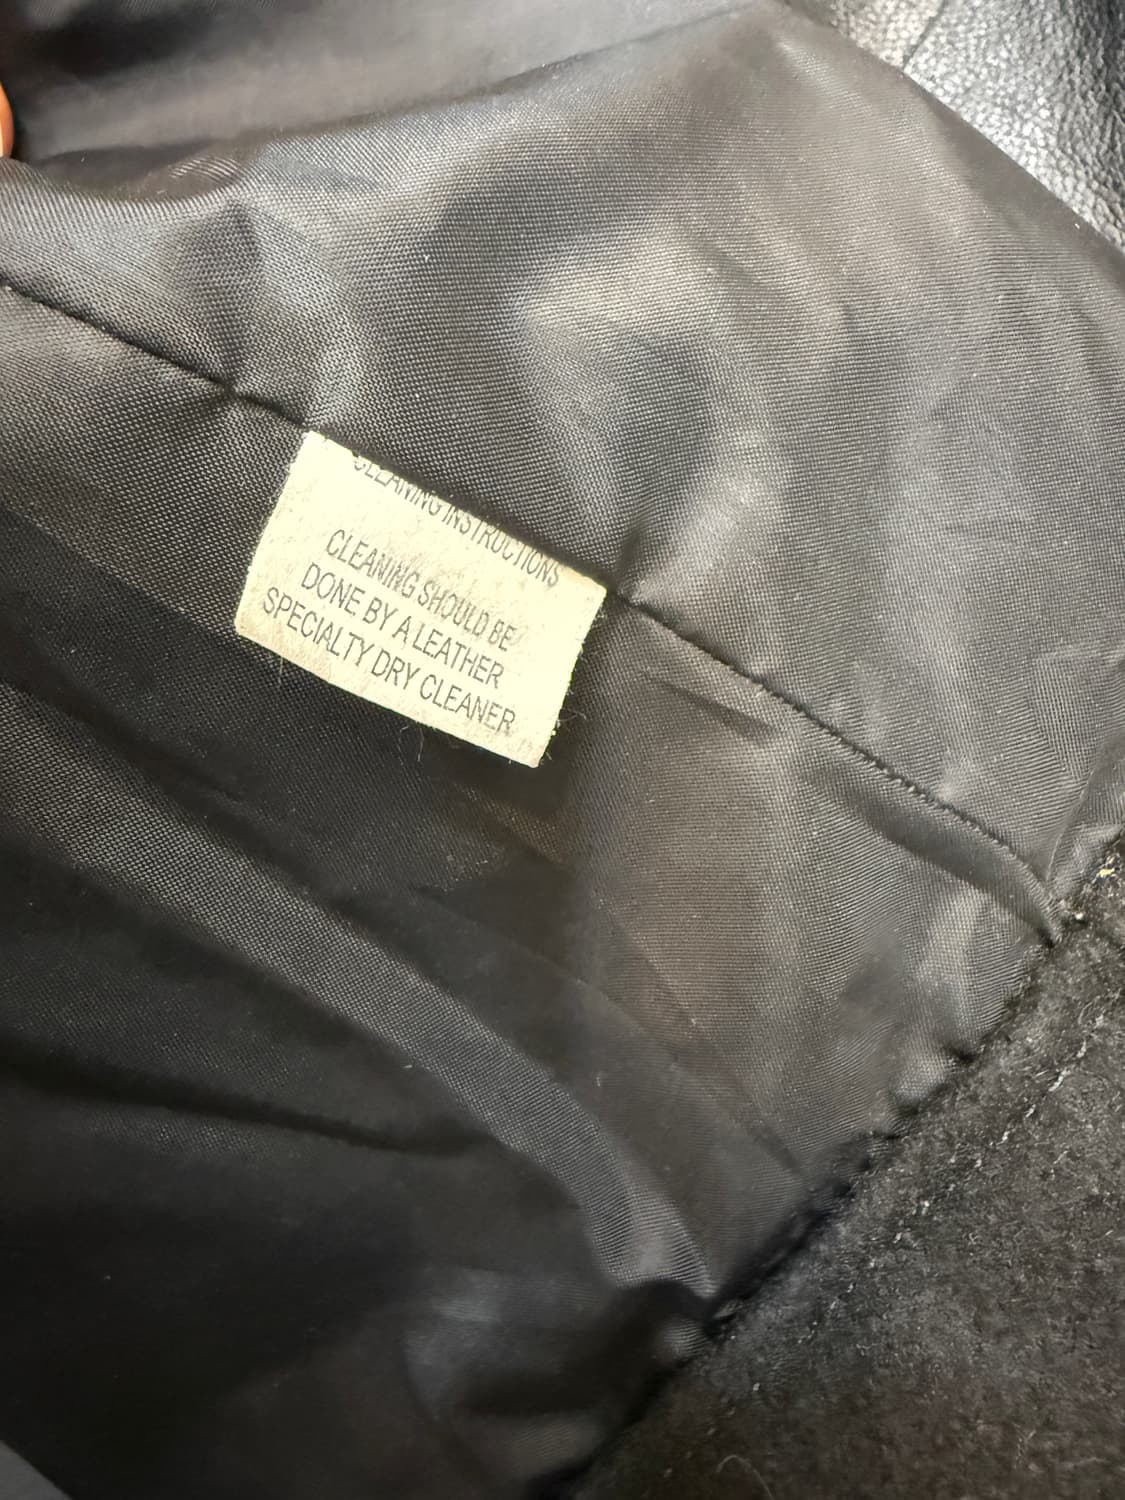 CLEANING INSTRUCTIONS
CLEANING SHOULD BE
DONE BY A LEATHER
SPECIALTY DRY CLEANER